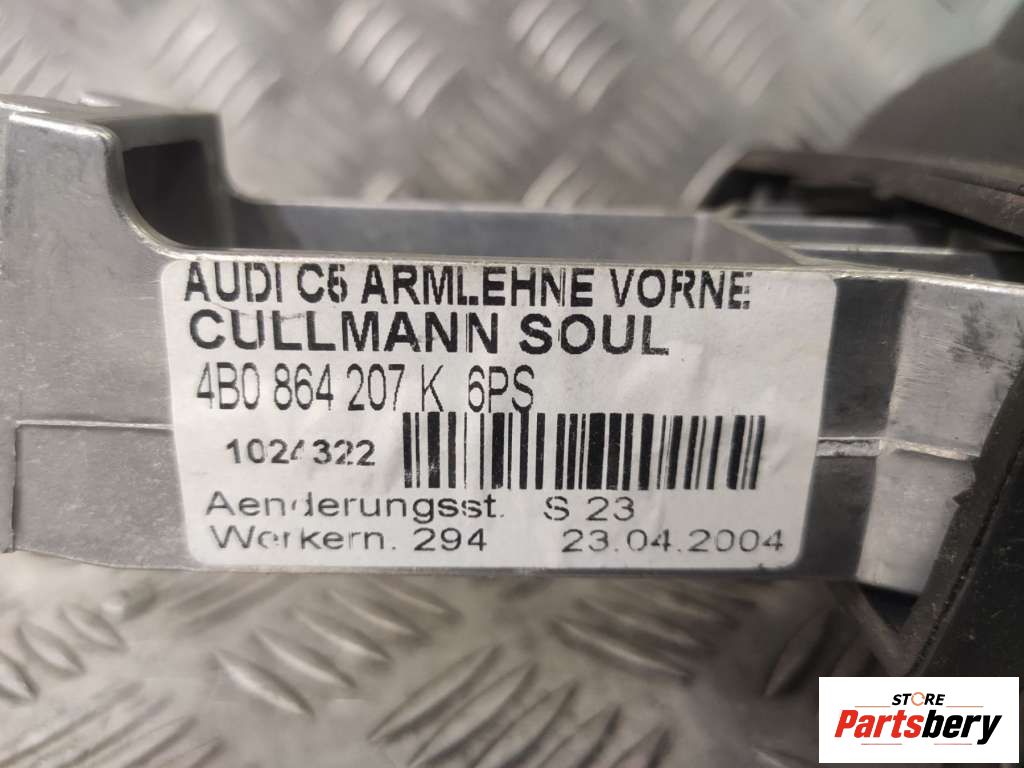 AUDI C5 ARMLEHNE VORNE
CULLMANN SOUL
4B0 864 207 K 6PS
1024322
Aenderungsst. S 23
Werkern. 294 23.04.2004
STORE
Partsbery